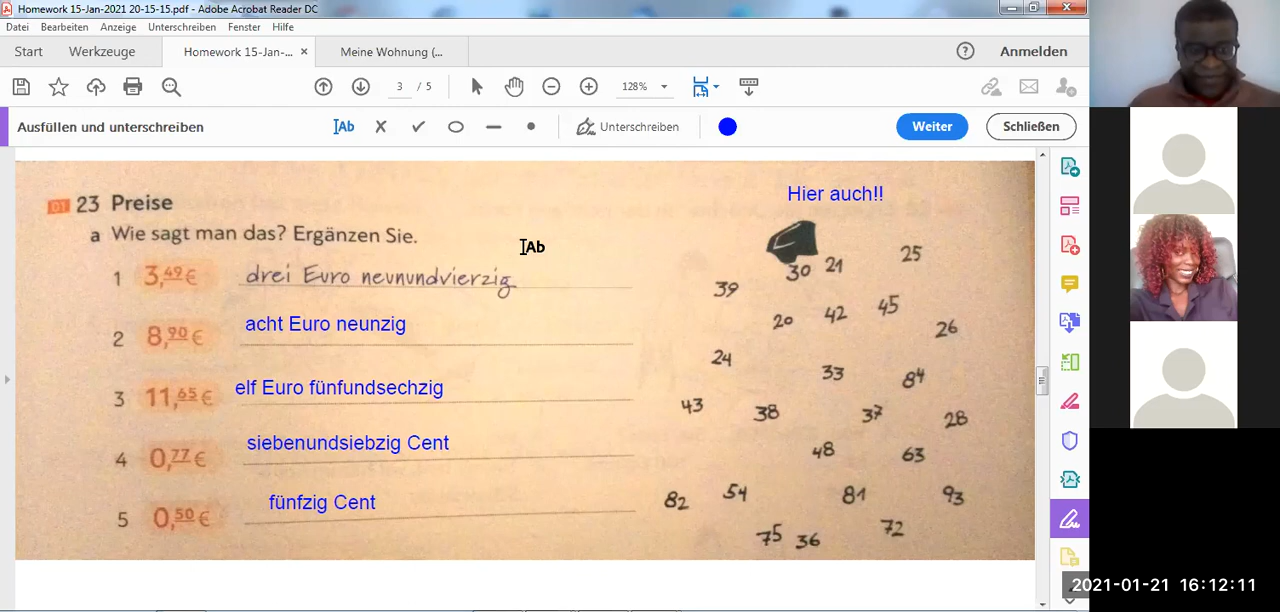 Homework 15-Jan-2021 20-15-15.pdf - Adobe Acrobat Reader DC
Datei Bearbeiten Anzeige Unterschreiben Fenster Hilfe
Start Werkzeuge Homework 15-Jan-... × Meine Wohnung (... Anmelden
3 / 5 128%
Ausfüllen und unterschreiben Ab Unterschreiben Weiter Schließen
Hier auch!!
01 23 Preise
a Wie sagt man das? Ergänzen Sie.
Ab
1 3,49 € drei Euro neunundvierzig
2 8,90 € acht Euro neunzig
3 11,65 € elf Euro fünfundsechzig
4 0,77 € siebenundsiebzig Cent
5 0,50 € fünfzig Cent
30 21 25
39
20 42 45 26
24 33 84
43 38 37 28
48 63
82 54 81 93
75 36 72
2021-01-21 16:12:11